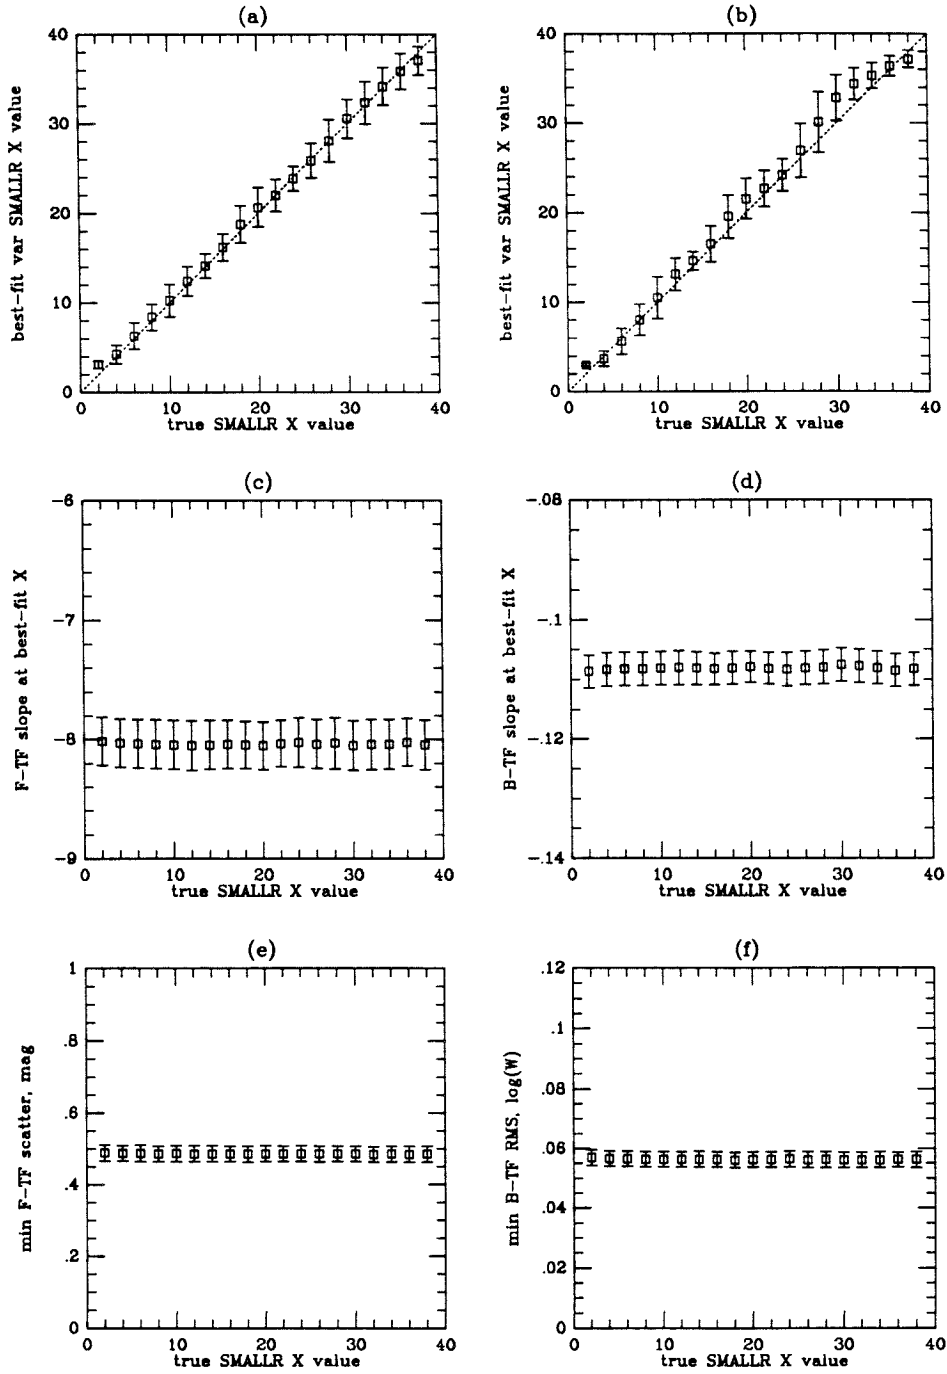 (a)
40
30
20
10
0
best-fit var SMALLR X value
0 10 20 30 40
true SMALLR X value
(b)
40
30
20
10
0
best-fit var SMALLR X value
0 10 20 30 40
true SMALLR X value
(c)
-6
-7
-8
-9
F-TF slope at best-fit X
0 10 20 30 40
true SMALLR X value
(d)
-.08
-.1
-.12
-.14
B-TF slope at best-fit X
0 10 20 30 40
true SMALLR X value
(e)
1
.8
.6
.4
.2
0
min F-TF scatter, mag
0 10 20 30 40
true SMALLR X value
(f)
.12
.1
.08
.06
.04
.02
0
min B-TF RMS, log(W)
0 10 20 30 40
true SMALLR X value